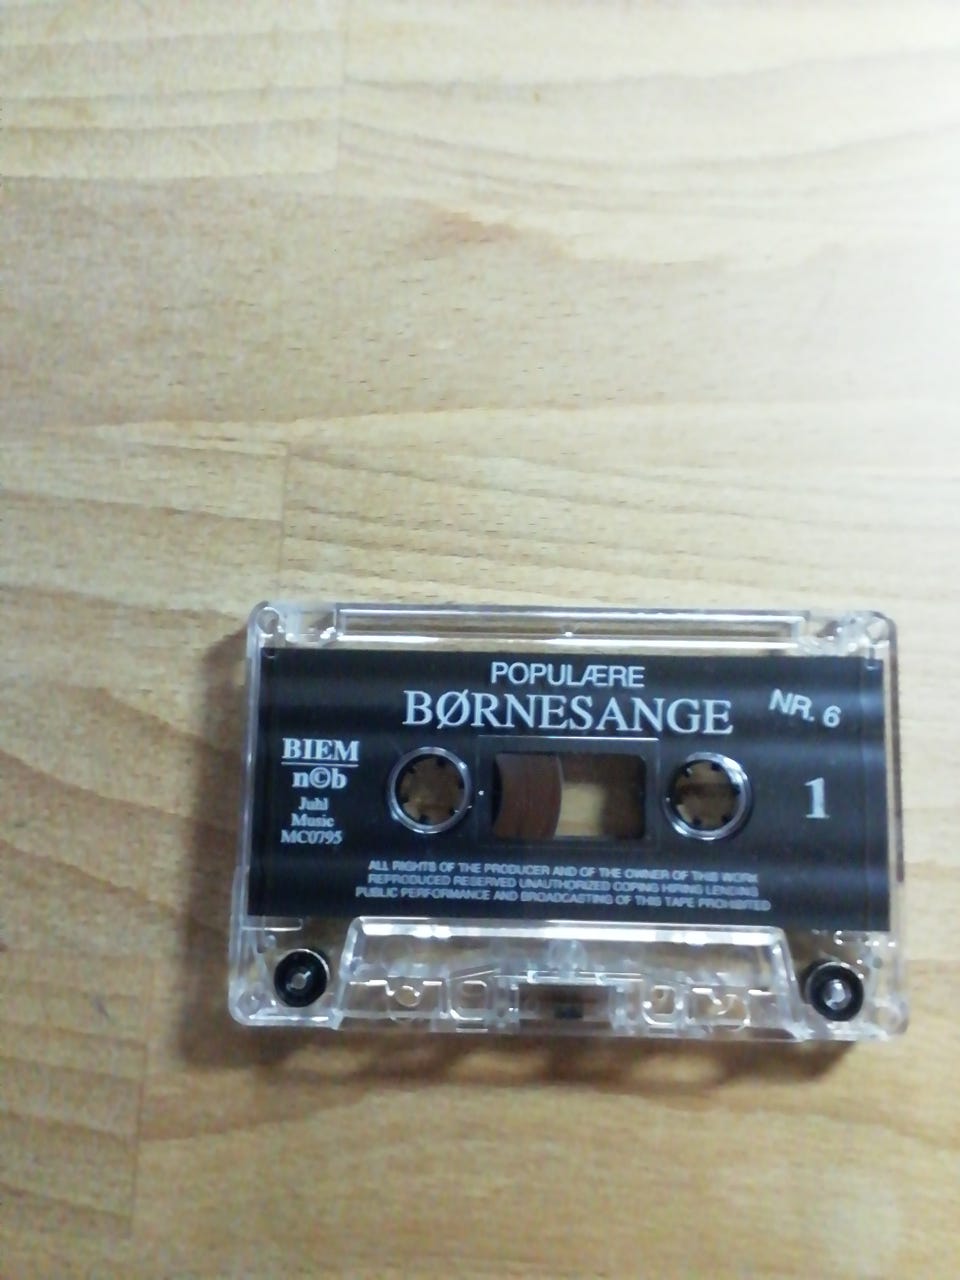 POPULÆRE
BØRNESANGE
NR. 6
BIEM
n©b
Juhl
Music
MC0795
1
ALL RIGHTS OF THE PRODUCER AND OF THE OWNER OF THIS WORK
REPRODUCED RESERVED UNAUTHORIZED COPING HIRING LENDING
PUBLIC PERFORMANCE AND BROADCASTING OF THIS TAPE PROHIBITED